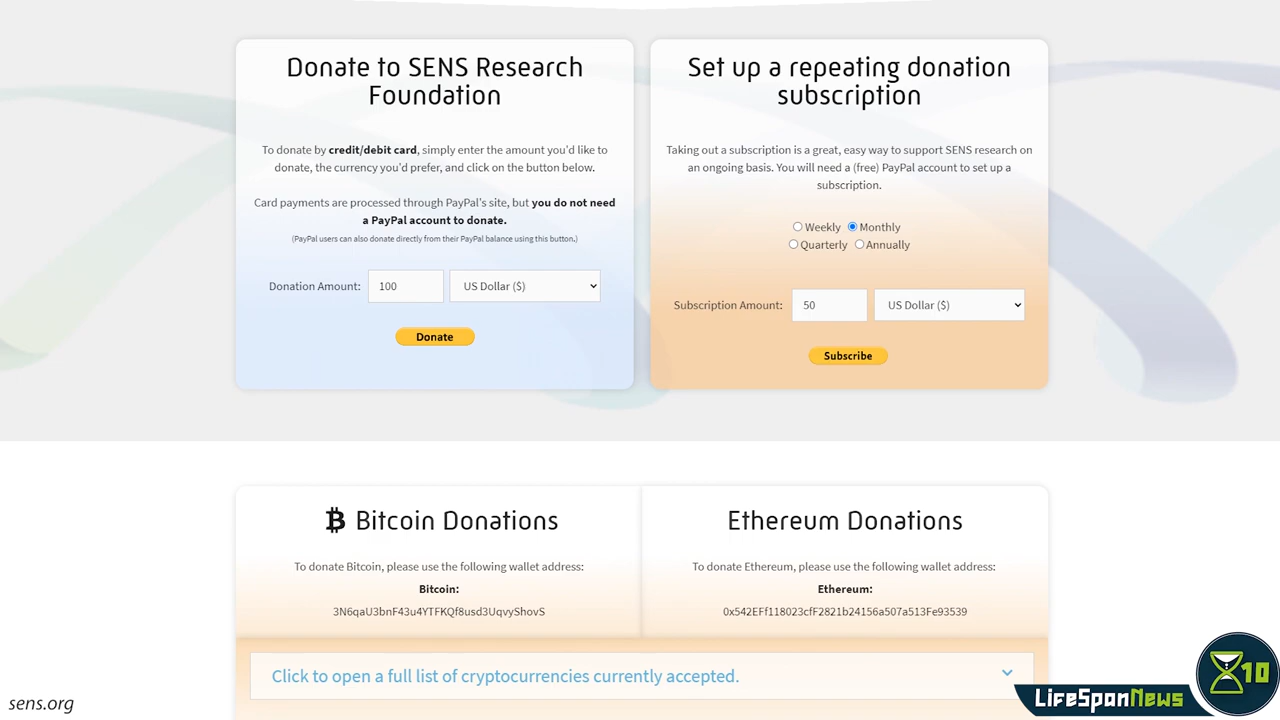 Donate to SENS Research
Foundation
To donate by credit/debit card, simply enter the amount you'd like to
donate, the currency you'd prefer, and click on the button below.
Card payments are processed through PayPal's site, but you do not need
a PayPal account to donate.
(PayPal users can also donate directly from their PayPal balance using this button.)
Donation Amount: 100 US Dollar ($)
Donate
Set up a repeating donation
subscription
Taking out a subscription is a great, easy way to support SENS research on
an ongoing basis. You will need a (free) PayPal account to set up a
subscription.
Weekly Monthly
Quarterly Annually
Subscription Amount: 50 US Dollar ($)
Subscribe
Bitcoin Donations
To donate Bitcoin, please use the following wallet address:
Bitcoin:
3N6qaU3bnF43u4YTFKQf8usd3UqvyShovS
Ethereum Donations
To donate Ethereum, please use the following wallet address:
Ethereum:
0x542EFf118023cfF2821b24156a507a513Fe93539
Click to open a full list of cryptocurrencies currently accepted.
sens.org
LifeSpanNews
10